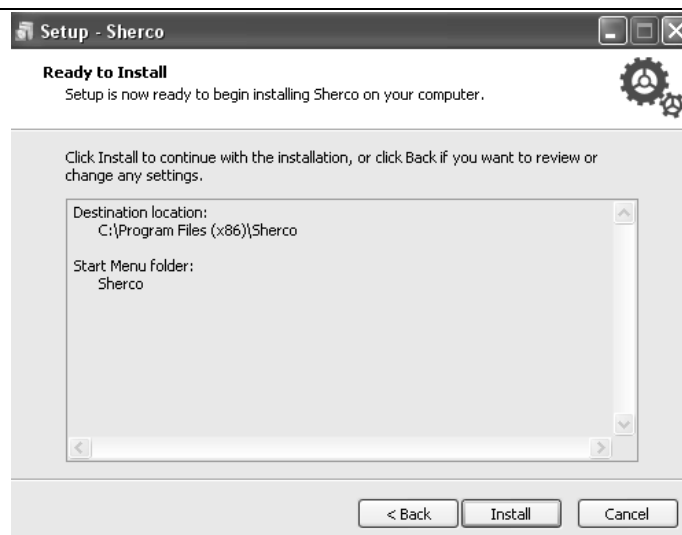 Setup - Sherco
Ready to Install
Setup is now ready to begin installing Sherco on your computer.
Click Install to continue with the installation, or click Back if you want to review or
change any settings.
Destination location:
C:\Program Files (x86)\Sherco
Start Menu folder:
Sherco
< Back
Install
Cancel